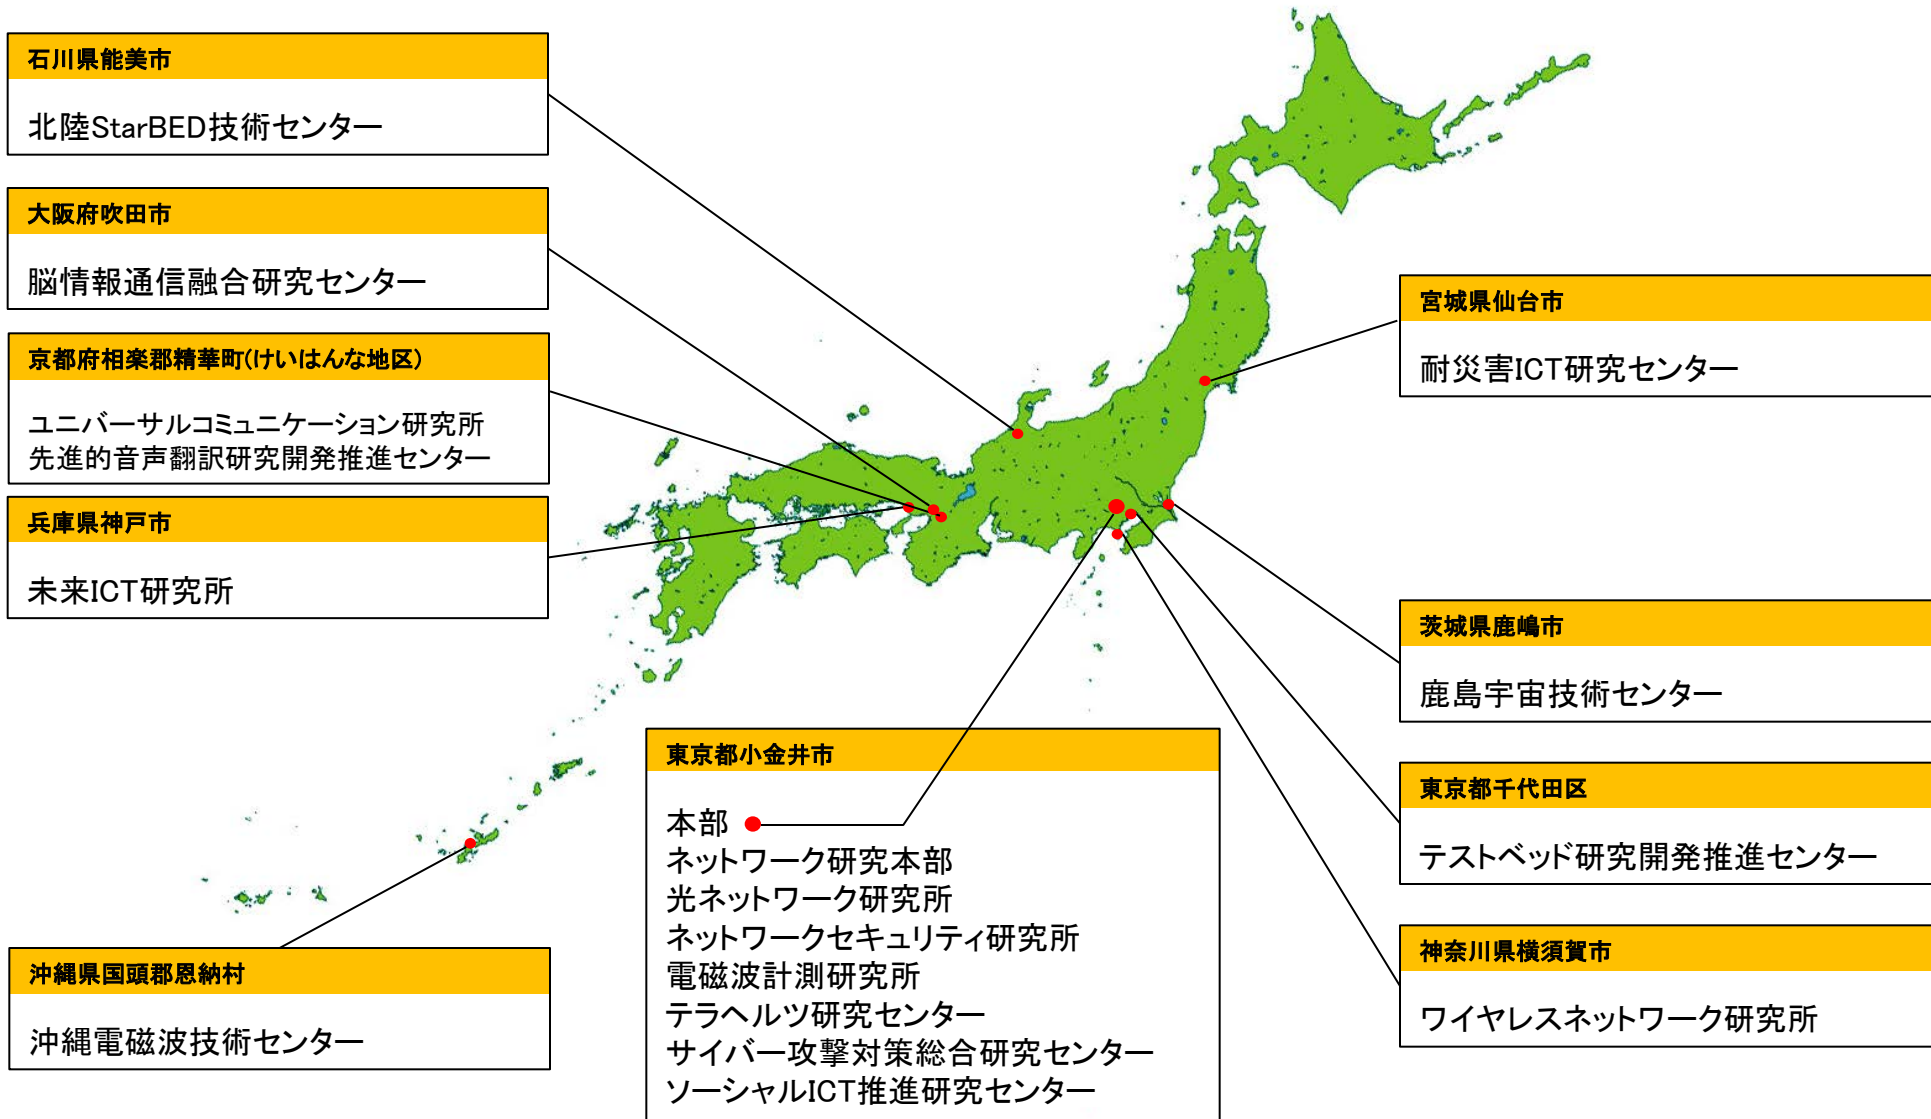 石川県能美市
北陸StarBED技術センター
大阪府吹田市
脳情報通信融合研究センター
京都府相楽郡精華町(けいはんな地区)
ユニバーサルコミュニケーション研究所
先進的音声翻訳研究開発推進センター
兵庫県神戸市
未来ICT研究所
沖縄県国頭郡恩納村
沖縄電磁波技術センター
東京都小金井市
本部
ネットワーク研究本部
光ネットワーク研究所
ネットワークセキュリティ研究所
電磁波計測研究所
テラヘルツ研究センター
サイバー攻撃対策総合研究センター
ソーシャルICT推進研究センター
宮城県仙台市
耐災害ICT研究センター
茨城県鹿嶋市
鹿島宇宙技術センター
東京都千代田区
テストベッド研究開発推進センター
神奈川県横須賀市
ワイヤレスネットワーク研究所